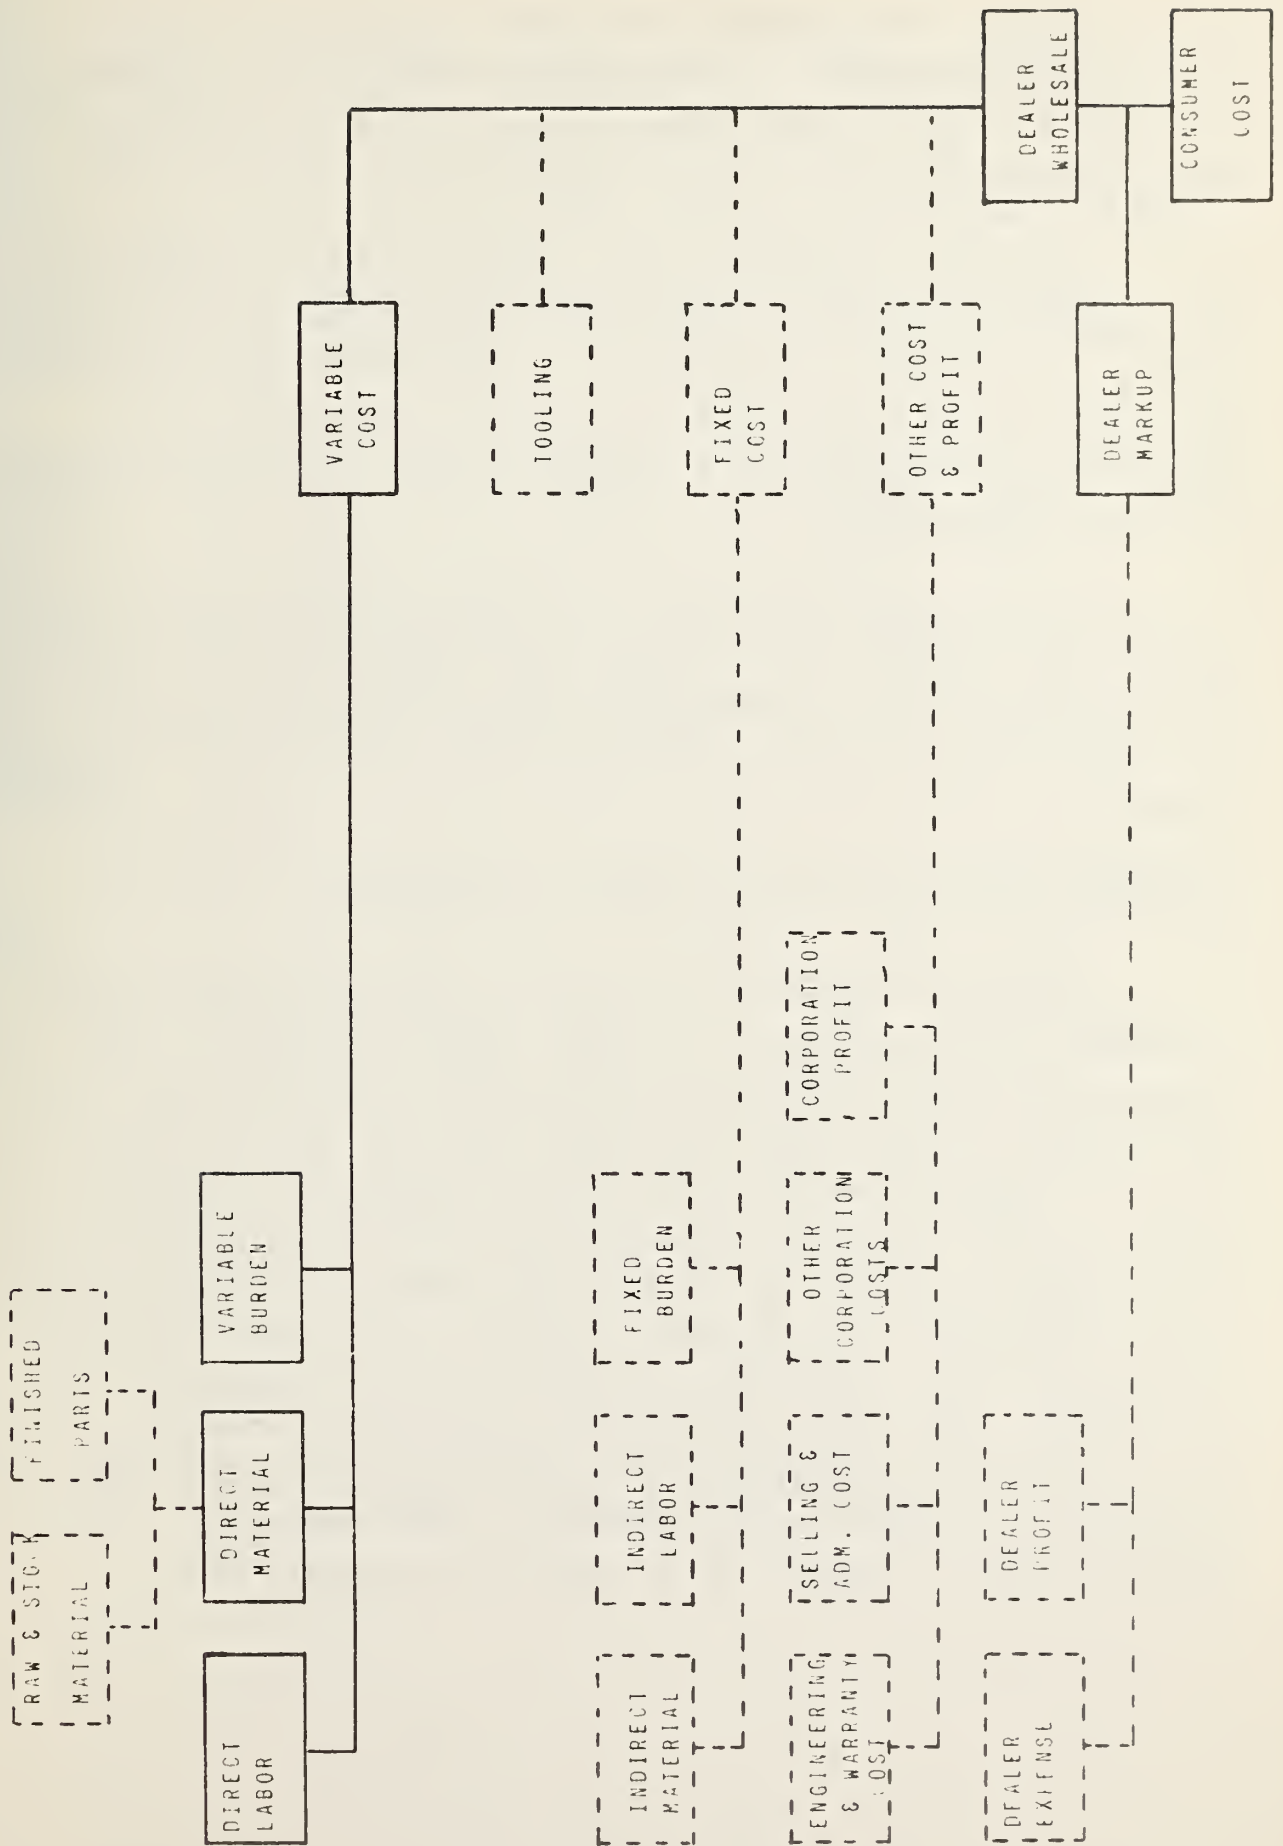 RAW & STOCK
MATERIAL
FINISHED
PARTS
DIRECT
LABOR
DIRECT
MATERIAL
VARIABLE
BURDEN
VARIABLE
COST
TOOLING
INDIRECT
MATERIAL
INDIRECT
LABOR
FIXED
BURDEN
FIXED
COST
ENGINEERING
& WARRANTY
COST
SELLING &
ADM. COST
OTHER
CORPORATION
COSTS
CORPORATION
PROFIT
OTHER COST
& PROFIT
DEALER
EXPENSE
DEALER
PROFIT
DEALER
MARKUP
DEALER
WHOLESALE
CONSUMER
COST